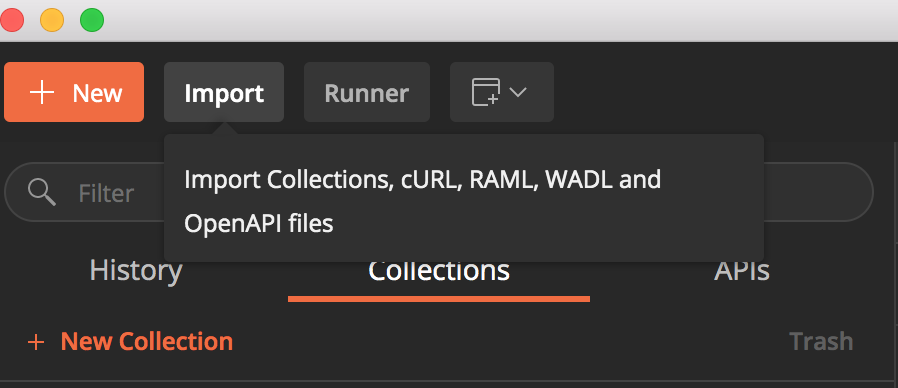 New
Import
Runner
Import Collections, cURL, RAML, WADL and
OpenAPI files
Filter
History
Collections
APIs
New Collection
Trash